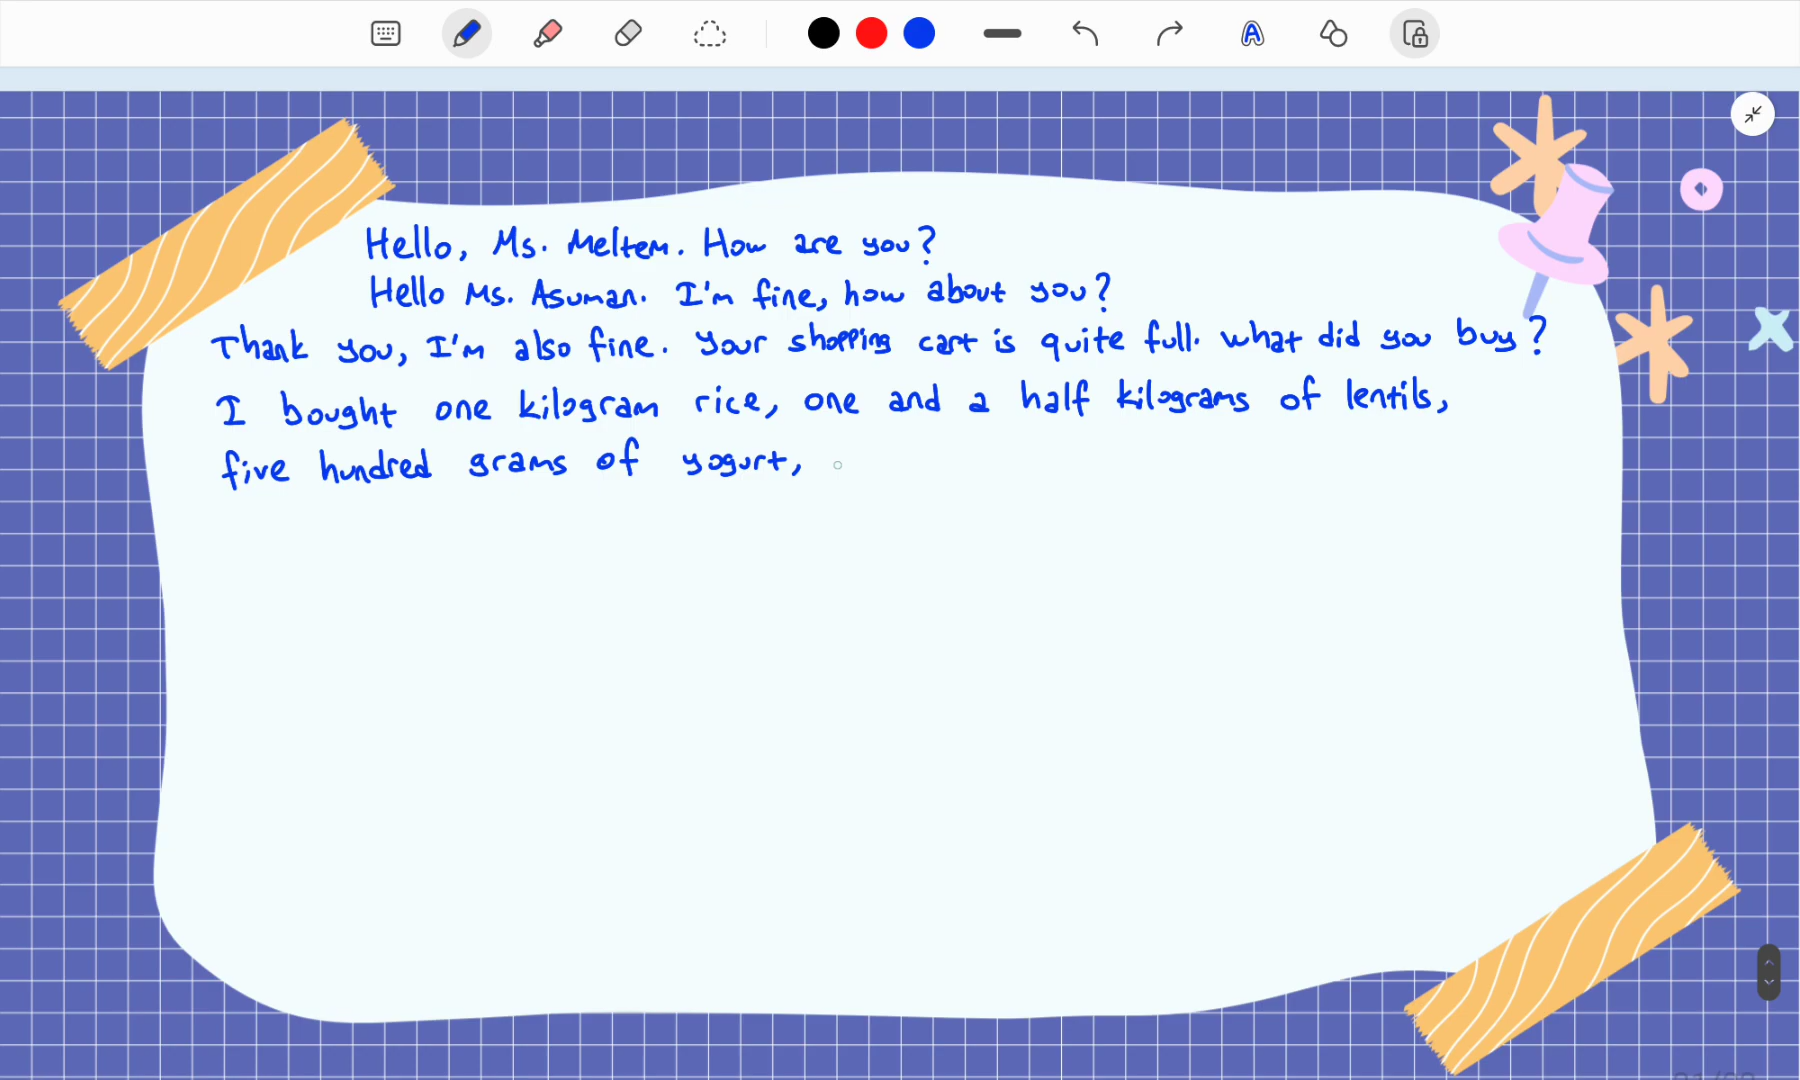 Hello, Ms. Meltem. How are you?
Hello Ms. Asuman. I'm fine, how about you?
Thank you, I'm also fine. Your shopping cart is quite full. what did you buy?
I bought one kilogram rice, one and a half kilograms of lentils,
five hundred grams of yogurt,